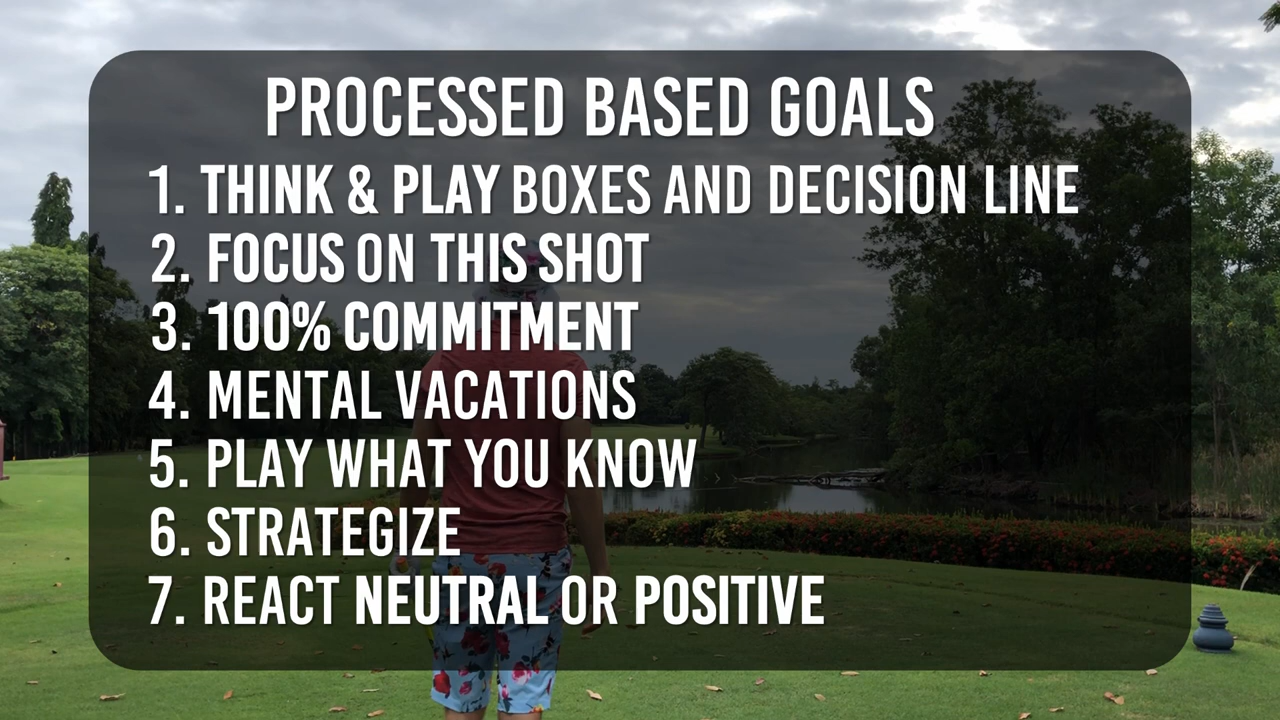 PROCESSED BASED GOALS
1. THINK & PLAY BOXES AND DECISION LINE
2. FOCUS ON THIS SHOT
3. 100% COMMITMENT
4. MENTAL VACATIONS
5. PLAY WHAT YOU KNOW
6. STRATEGIZE
7. REACT NEUTRAL OR POSITIVE